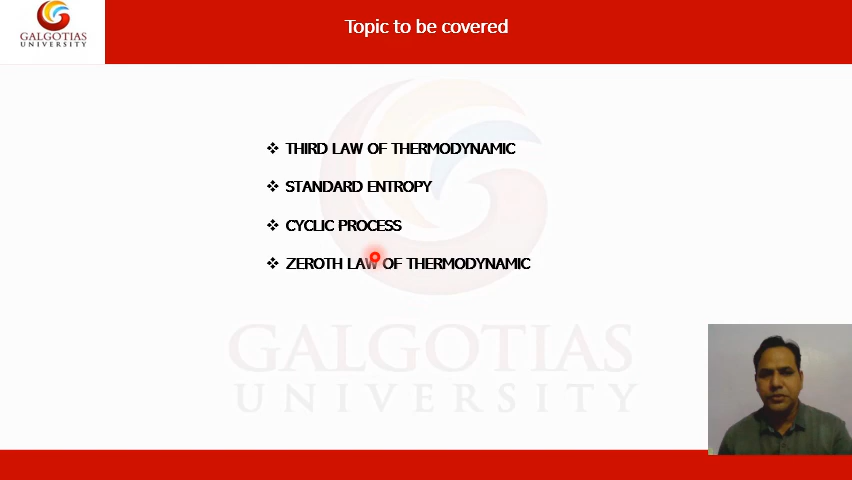 GALGOTIAS
UNIVERSITY
Topic to be covered
❖ THIRD LAW OF THERMODYNAMIC
❖ STANDARD ENTROPY
❖ CYCLIC PROCESS
❖ ZEROTH LAW OF THERMODYNAMIC
GALGOTIAS
UNIVERSITY